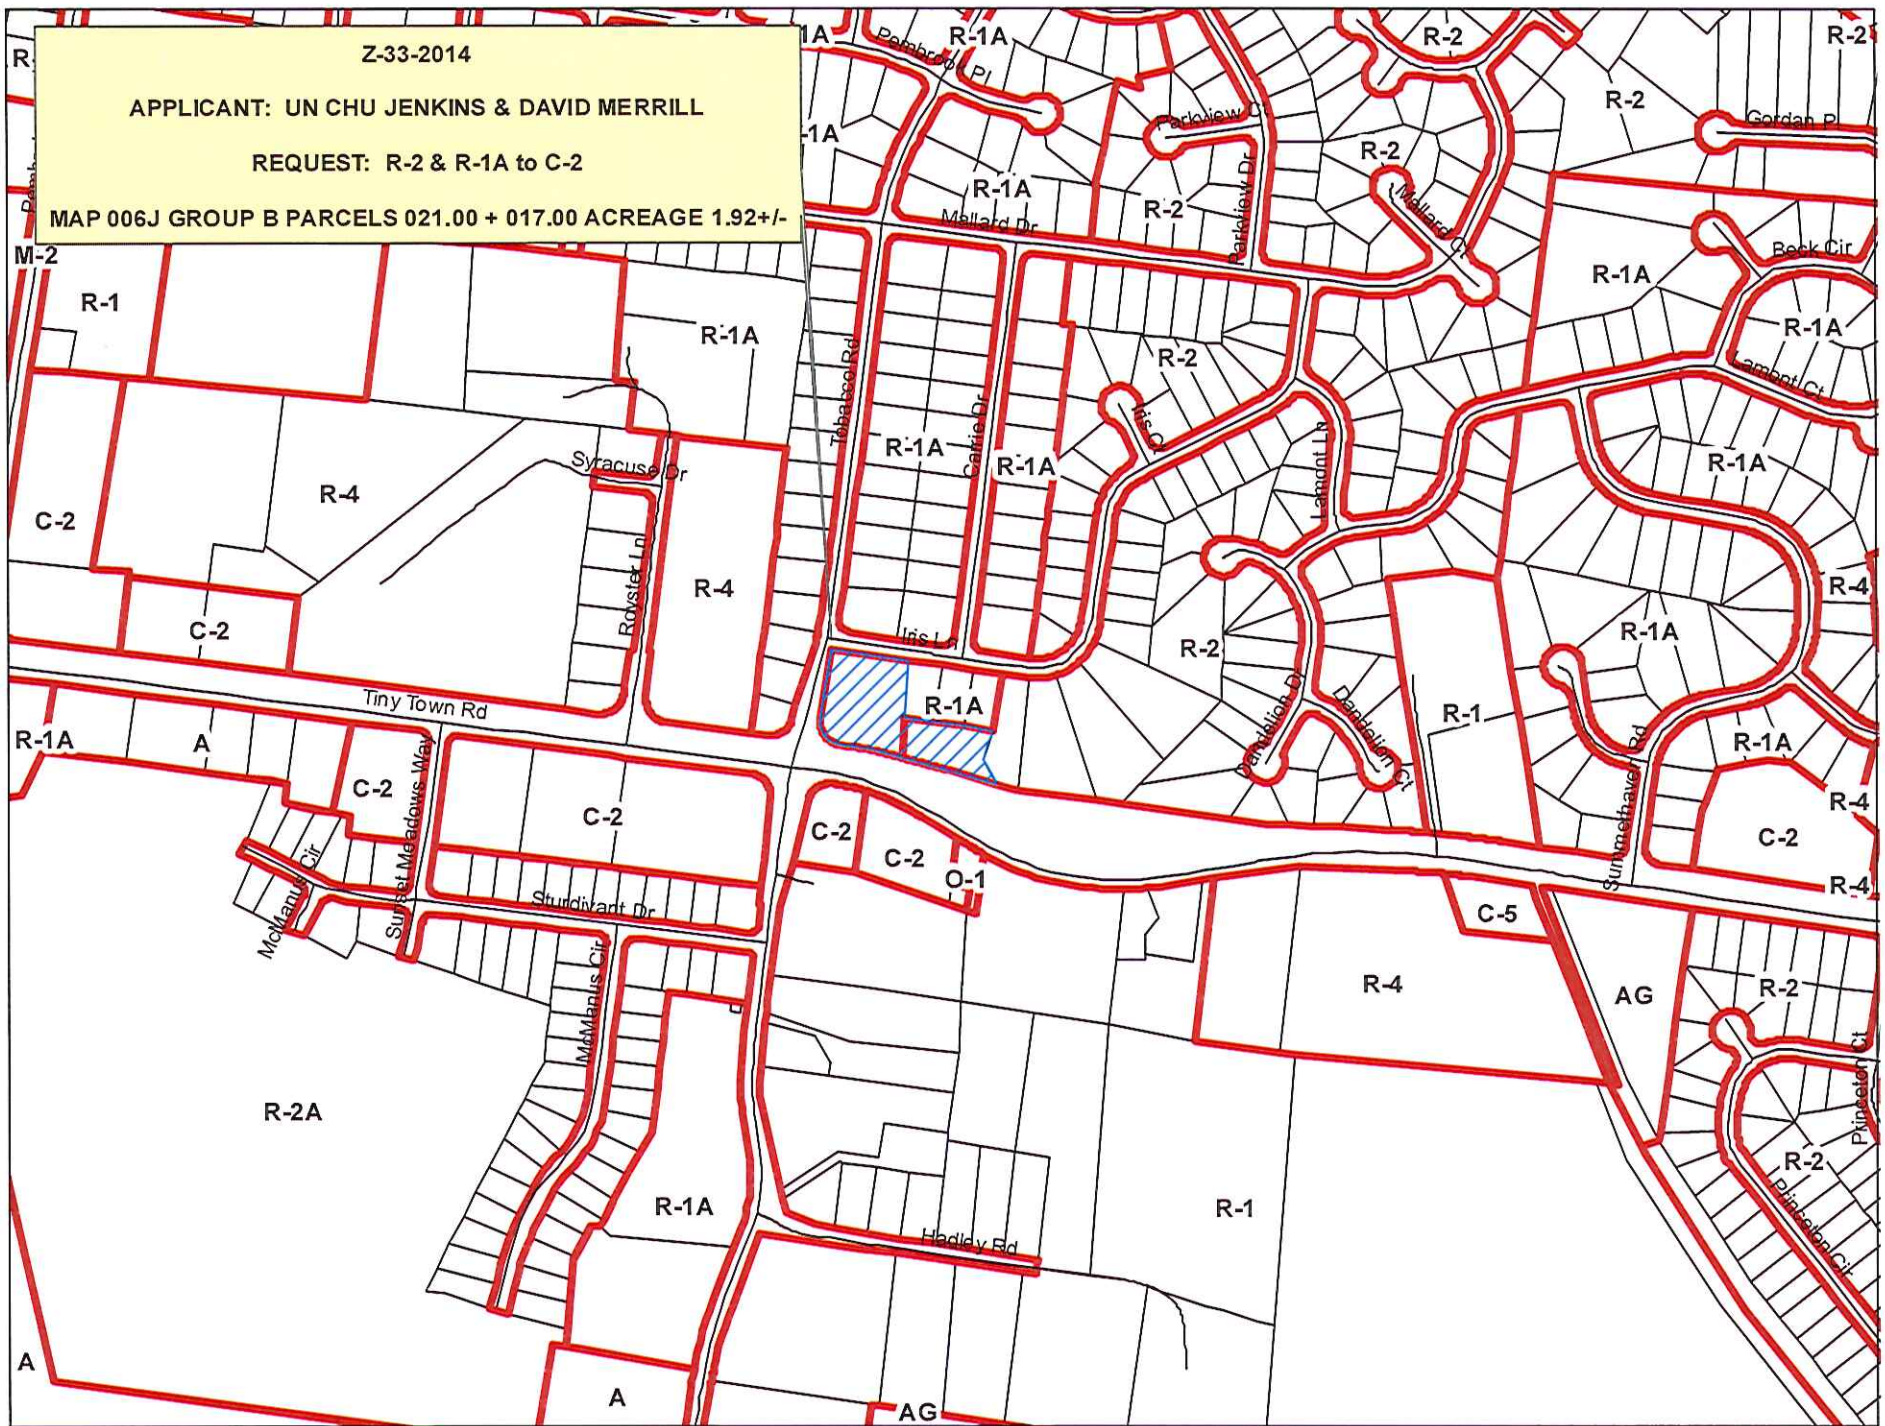 Z-33-2014
APPLICANT: UN CHU JENKINS & DAVID MERRILL
REQUEST: R-2 & R-1A to C-2
MAP 006J GROUP B PARCELS 021.00 + 017.00 ACREAGE 1.92+/-
R-1A
R-2
R-2
Pembrook Pl
R-2
Parkview Ct
Gordan Pl
R-2
R-1A
R-2
Mallard Ct
Mallard Dr
Parkview Dr
Beck Cir
M-2
R-1A
R-1
R-1A
R-1A
R-2
Lamont Ct
Tobacco Rd
Carrie Dr
Iris Ct
R-1A
R-1A
Lamont Ln
R-1A
Syracuse Dr
R-4
C-2
Royster Ln
R-4
R-4
C-2
Iris Ln
R-2
R-1A
Tiny Town Rd
R-1A
Dandelion Dr
Dandelion Ct
R-1
R-1A
A
R-1A
Summerhaven Rd
C-2
Sunset Meadows Way
C-2
C-2
C-2
O-1
R-4
C-2
R-4
McManus Cir
Sturdivant Dr
C-5
McManus Cir
R-4
AG
R-2
Princeton Ct
R-2A
R-2
R-1A
R-1
Princeton Cir
Hadley Rd
A
A
AG